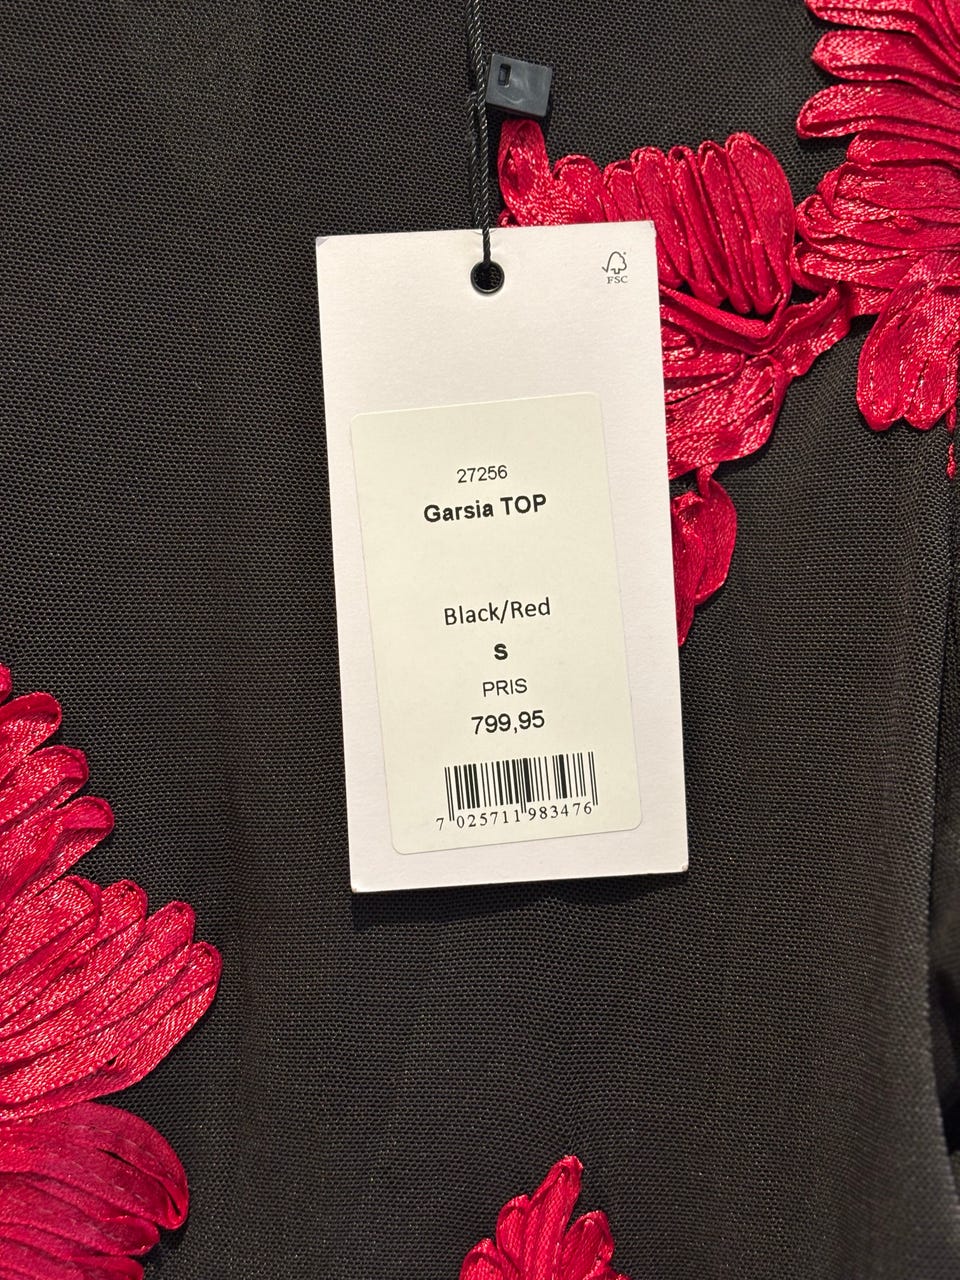 FSC
27256
Garsia TOP
Black/Red
S
PRIS
799,95
7 025711 983476